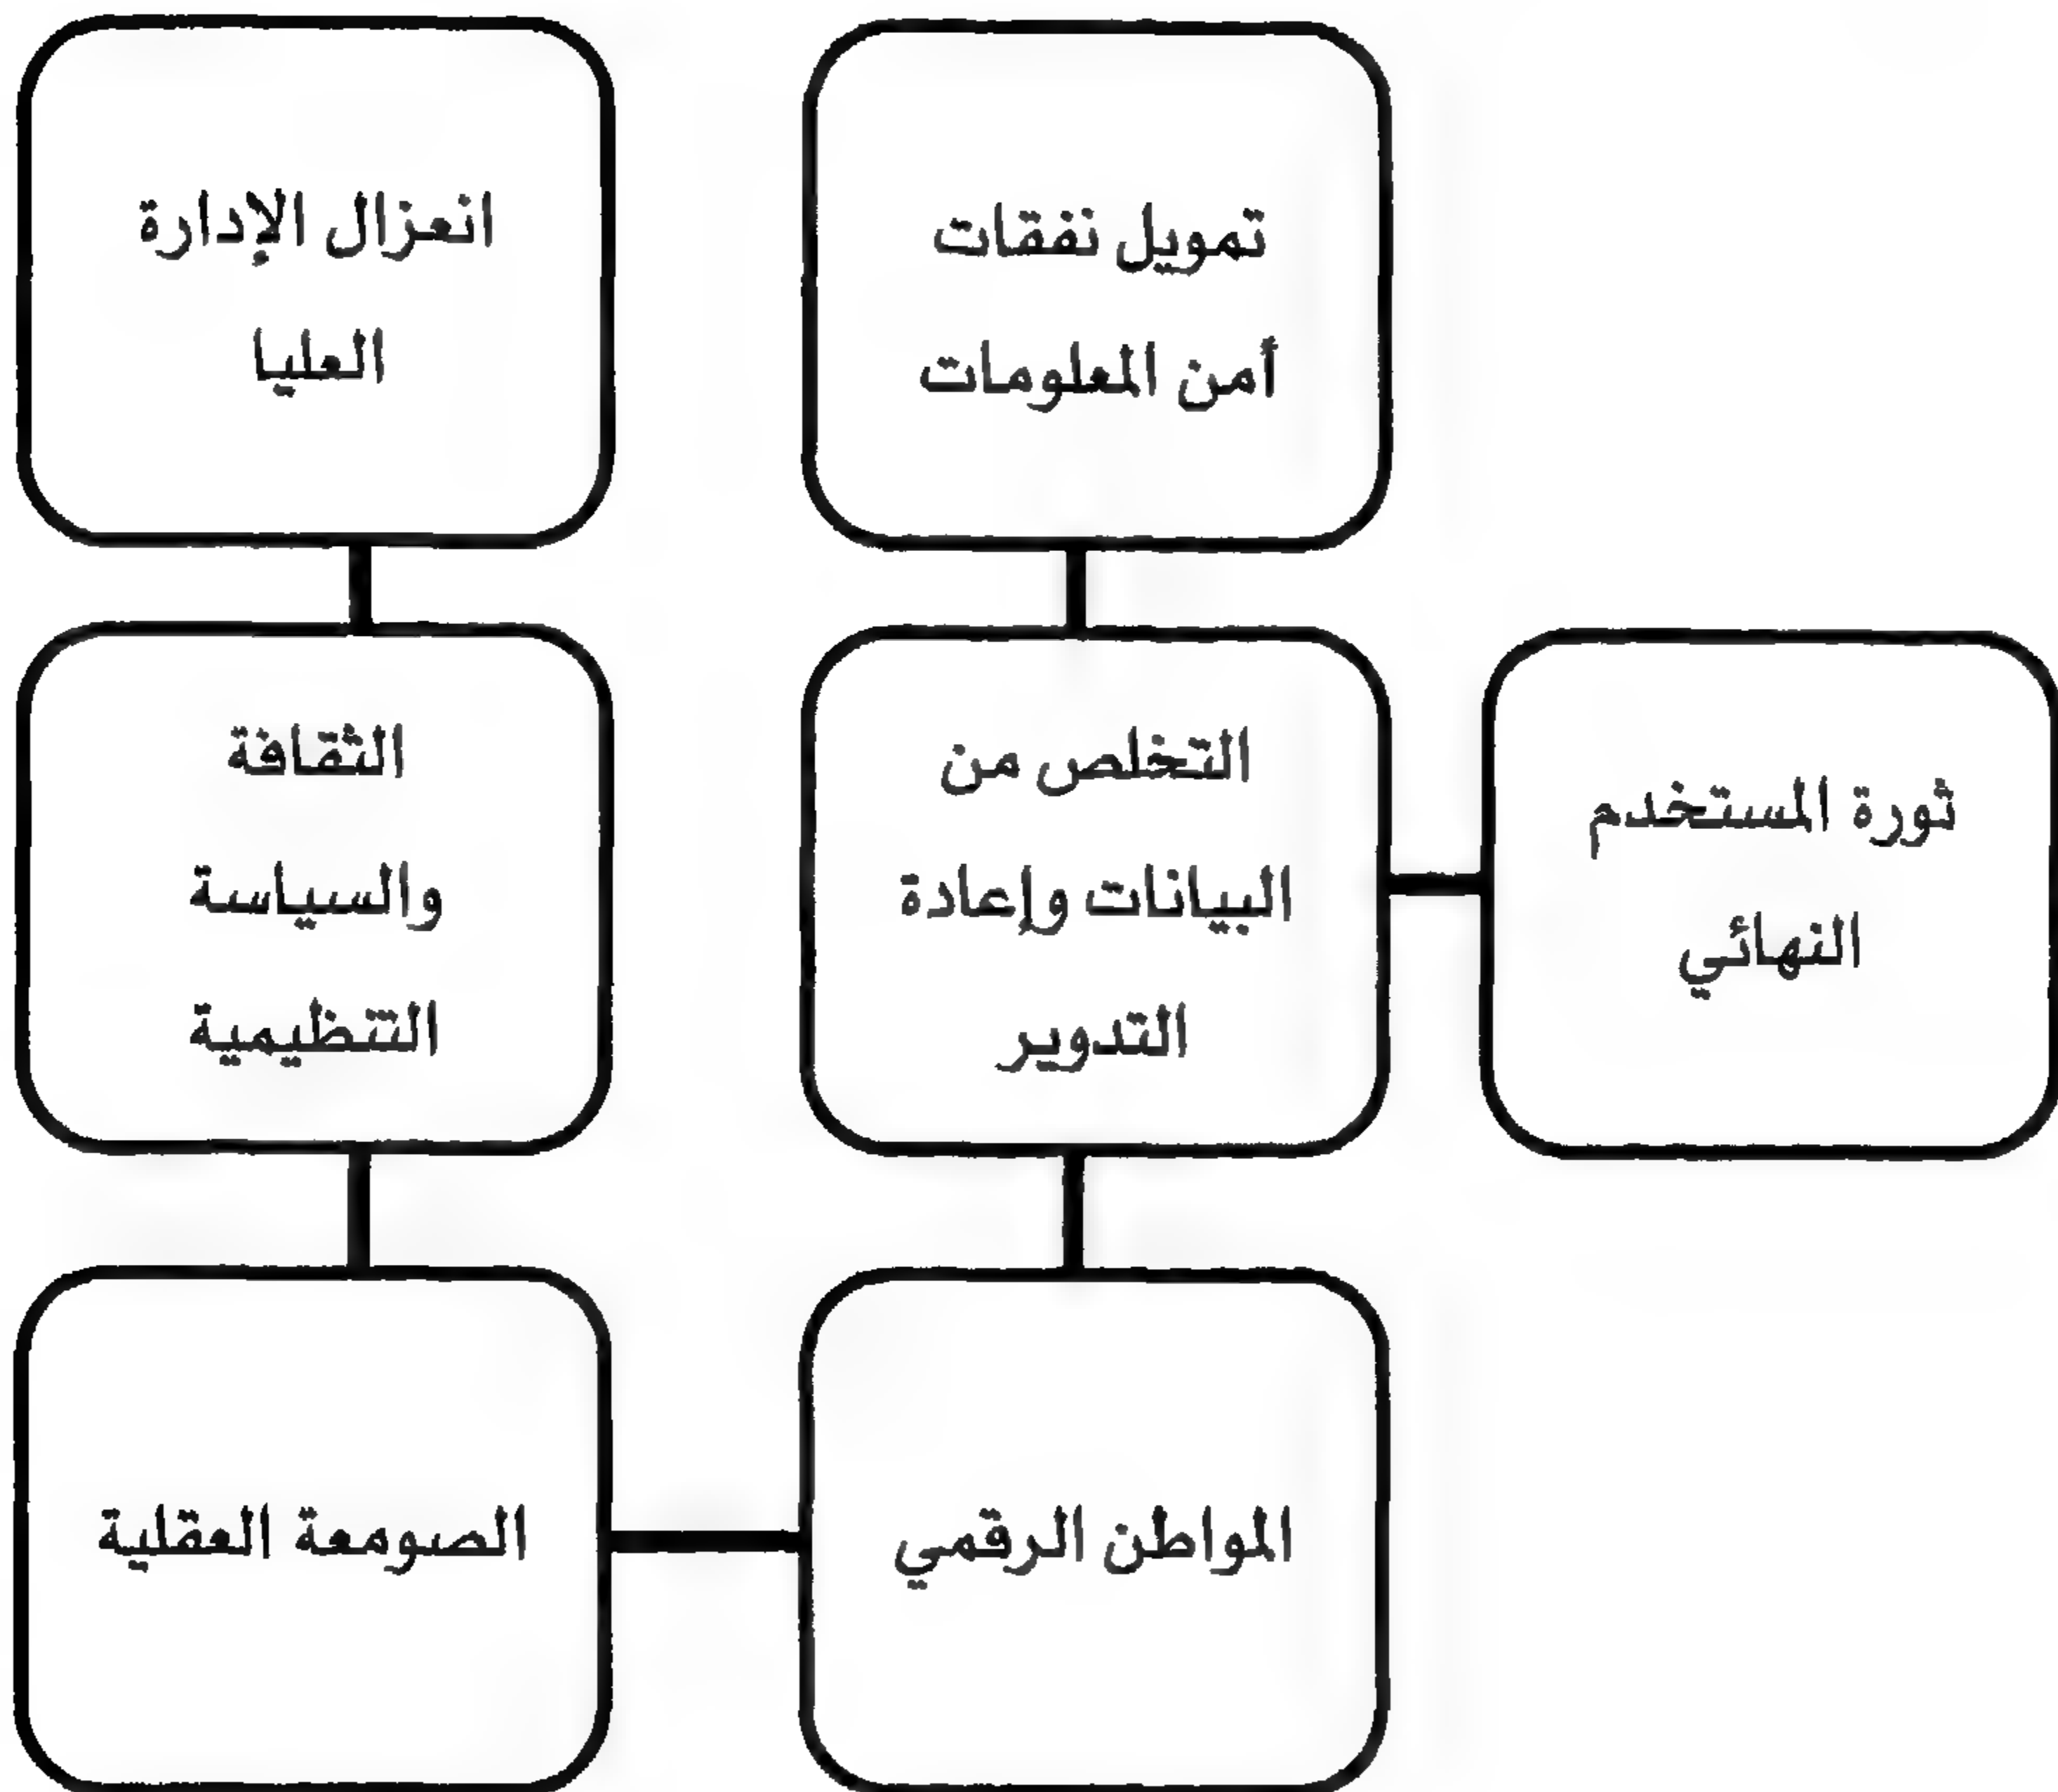 تمويل نفقات
أمن المعلومات
انعزال الإدارة
العليا
ثورة المستخدم
النهائي
التخلص من
البيانات وإعادة
التدوير
الثقافة
والسياسة
التنظيمية
المواطن الرقمي
الصومعة العقلية